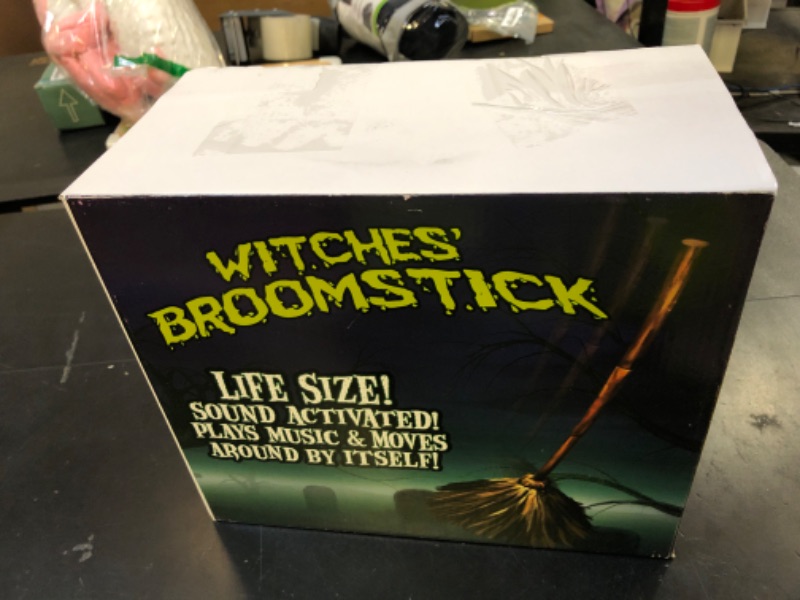 WITCHES'
BROOMSTICK
LIFE SIZE!
SOUND ACTIVATED!
PLAYS MUSIC & MOVES
AROUND BY ITSELF!